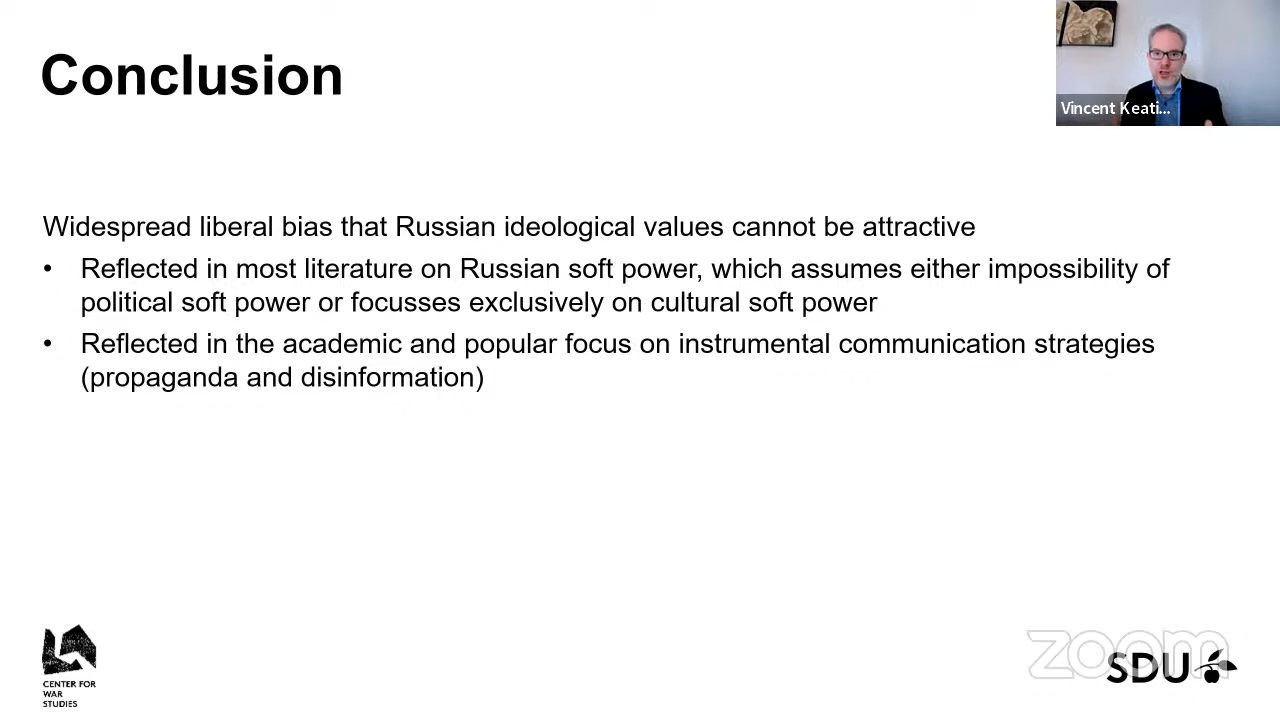 Conclusion
Vincent Keati...
Widespread liberal bias that Russian ideological values cannot be attractive
• Reflected in most literature on Russian soft power, which assumes either impossibility of
political soft power or focusses exclusively on cultural soft power
• Reflected in the academic and popular focus on instrumental communication strategies
(propaganda and disinformation)
CENTER FOR
WAR
STUDIES
zoom
SDU